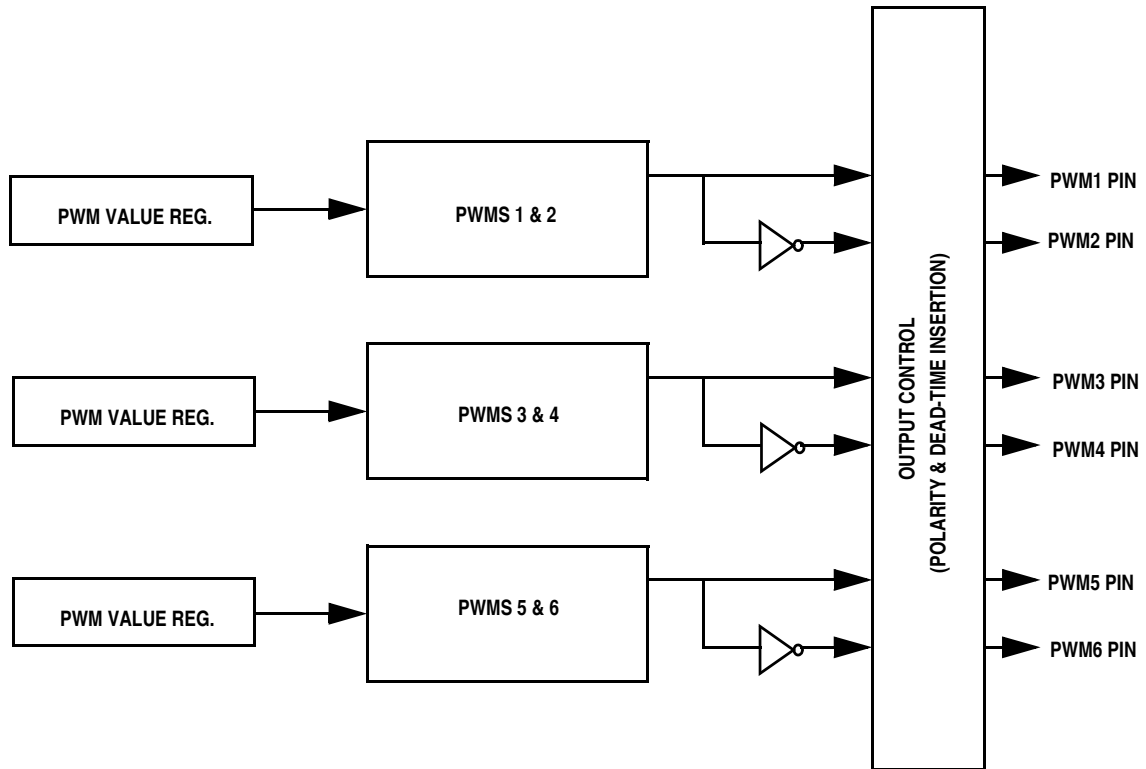 PWM VALUE REG.
PWMS 1 & 2
PWM1 PIN
PWM2 PIN
PWM VALUE REG.
PWMS 3 & 4
PWM3 PIN
PWM4 PIN
PWM VALUE REG.
PWMS 5 & 6
PWM5 PIN
PWM6 PIN
OUTPUT CONTROL
(POLARITY & DEAD-TIME INSERTION)